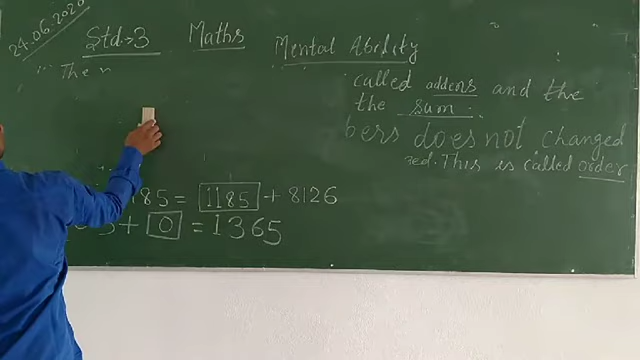 24.06.2020
Std→3 Maths Mental Ability
The
called addens and the
the sum.
bers does not changed
This is called order
85 = 1185 + 8126
+ 0 = 1365